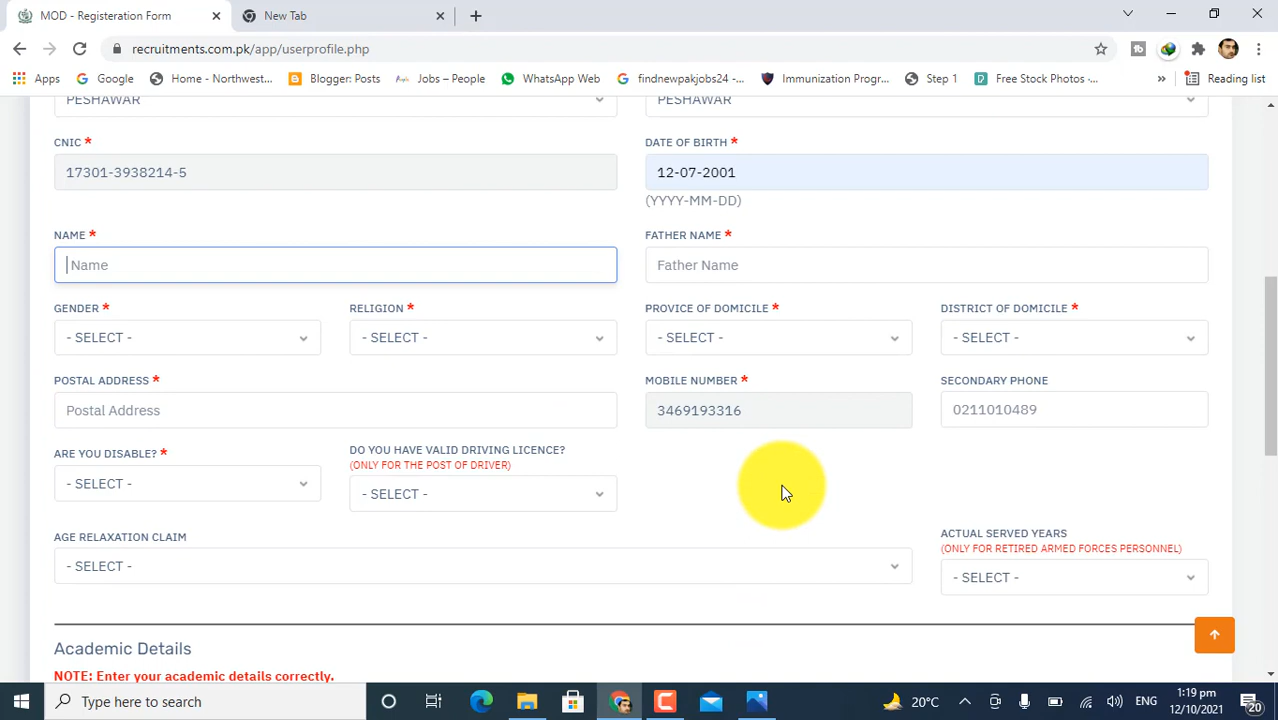 MOD - Registeration Form
New Tab
recruitments.com.pk/app/userprofile.php
Apps
Google
Home - Northwest...
Blogger: Posts
Jobs – People
WhatsApp Web
findnewpakjobs24 -...
Immunization Progr...
Step 1
Free Stock Photos -...
»
Reading list
PESHAWAR
PESHAWAR
CNIC *
DATE OF BIRTH *
17301-3938214-5
12-07-2001
(YYYY-MM-DD)
NAME *
FATHER NAME *
Name
Father Name
GENDER *
RELIGION *
PROVICE OF DOMICILE *
DISTRICT OF DOMICILE *
- SELECT -
- SELECT -
- SELECT -
- SELECT -
POSTAL ADDRESS *
MOBILE NUMBER *
SECONDARY PHONE
Postal Address
3469193316
0211010489
ARE YOU DISABLE? *
DO YOU HAVE VALID DRIVING LICENCE?
(ONLY FOR THE POST OF DRIVER)
- SELECT -
- SELECT -
AGE RELAXATION CLAIM
ACTUAL SERVED YEARS
(ONLY FOR RETIRED ARMED FORCES PERSONNEL)
- SELECT -
- SELECT -
Academic Details
NOTE: Enter your academic details correctly.
Type here to search
20°C
ENG
1:19 pm
12/10/2021
20